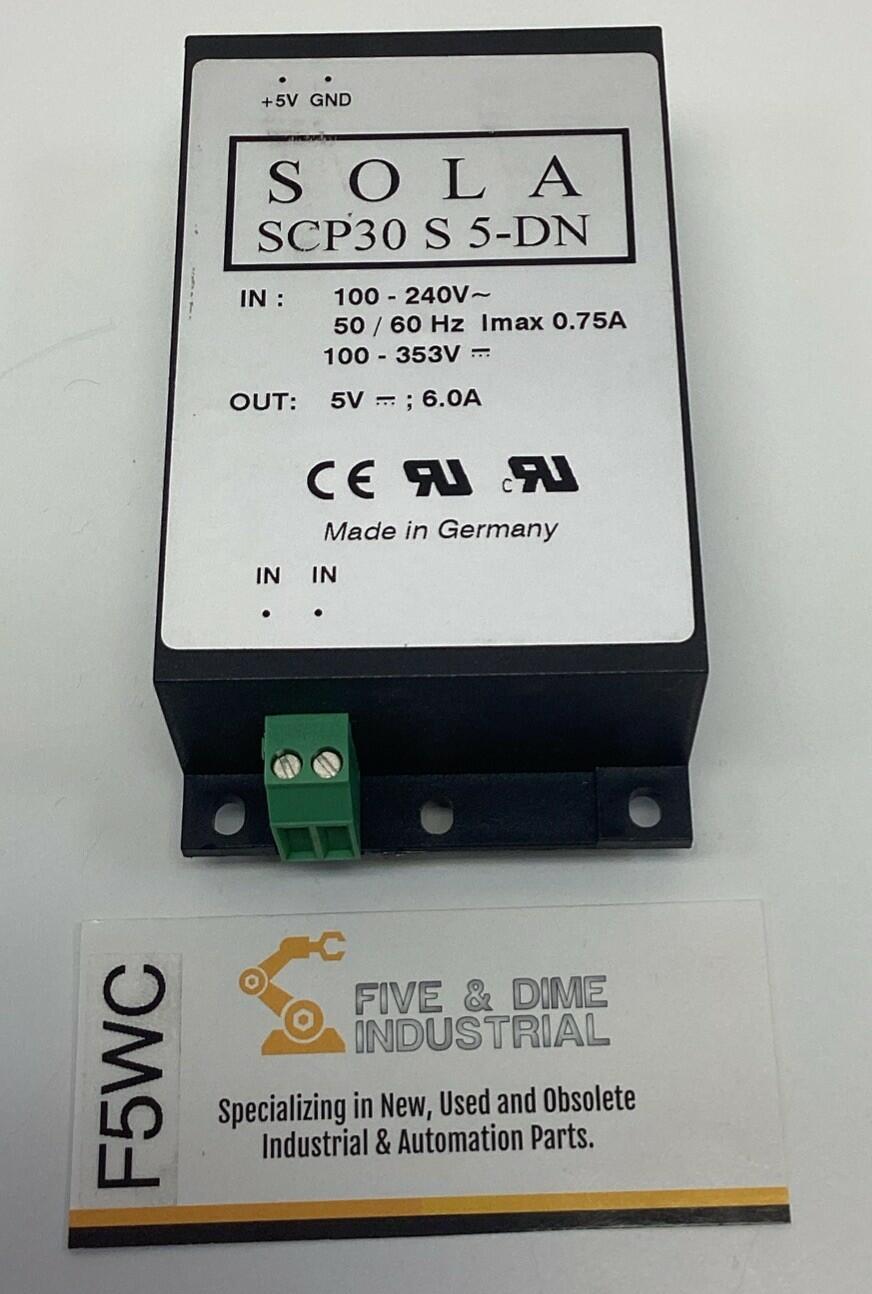 +5V GND
SOLA
SCP30 S 5-DN
IN : 100 - 240V~
50 / 60 Hz Imax 0.75A
100 - 353V ⎓
OUT: 5V ⎓ ; 6.0A
CE RU cRU
Made in Germany
IN IN
F5WC
FIVE & DIME
INDUSTRIAL
Specializing in New, Used and Obsolete
Industrial & Automation Parts.